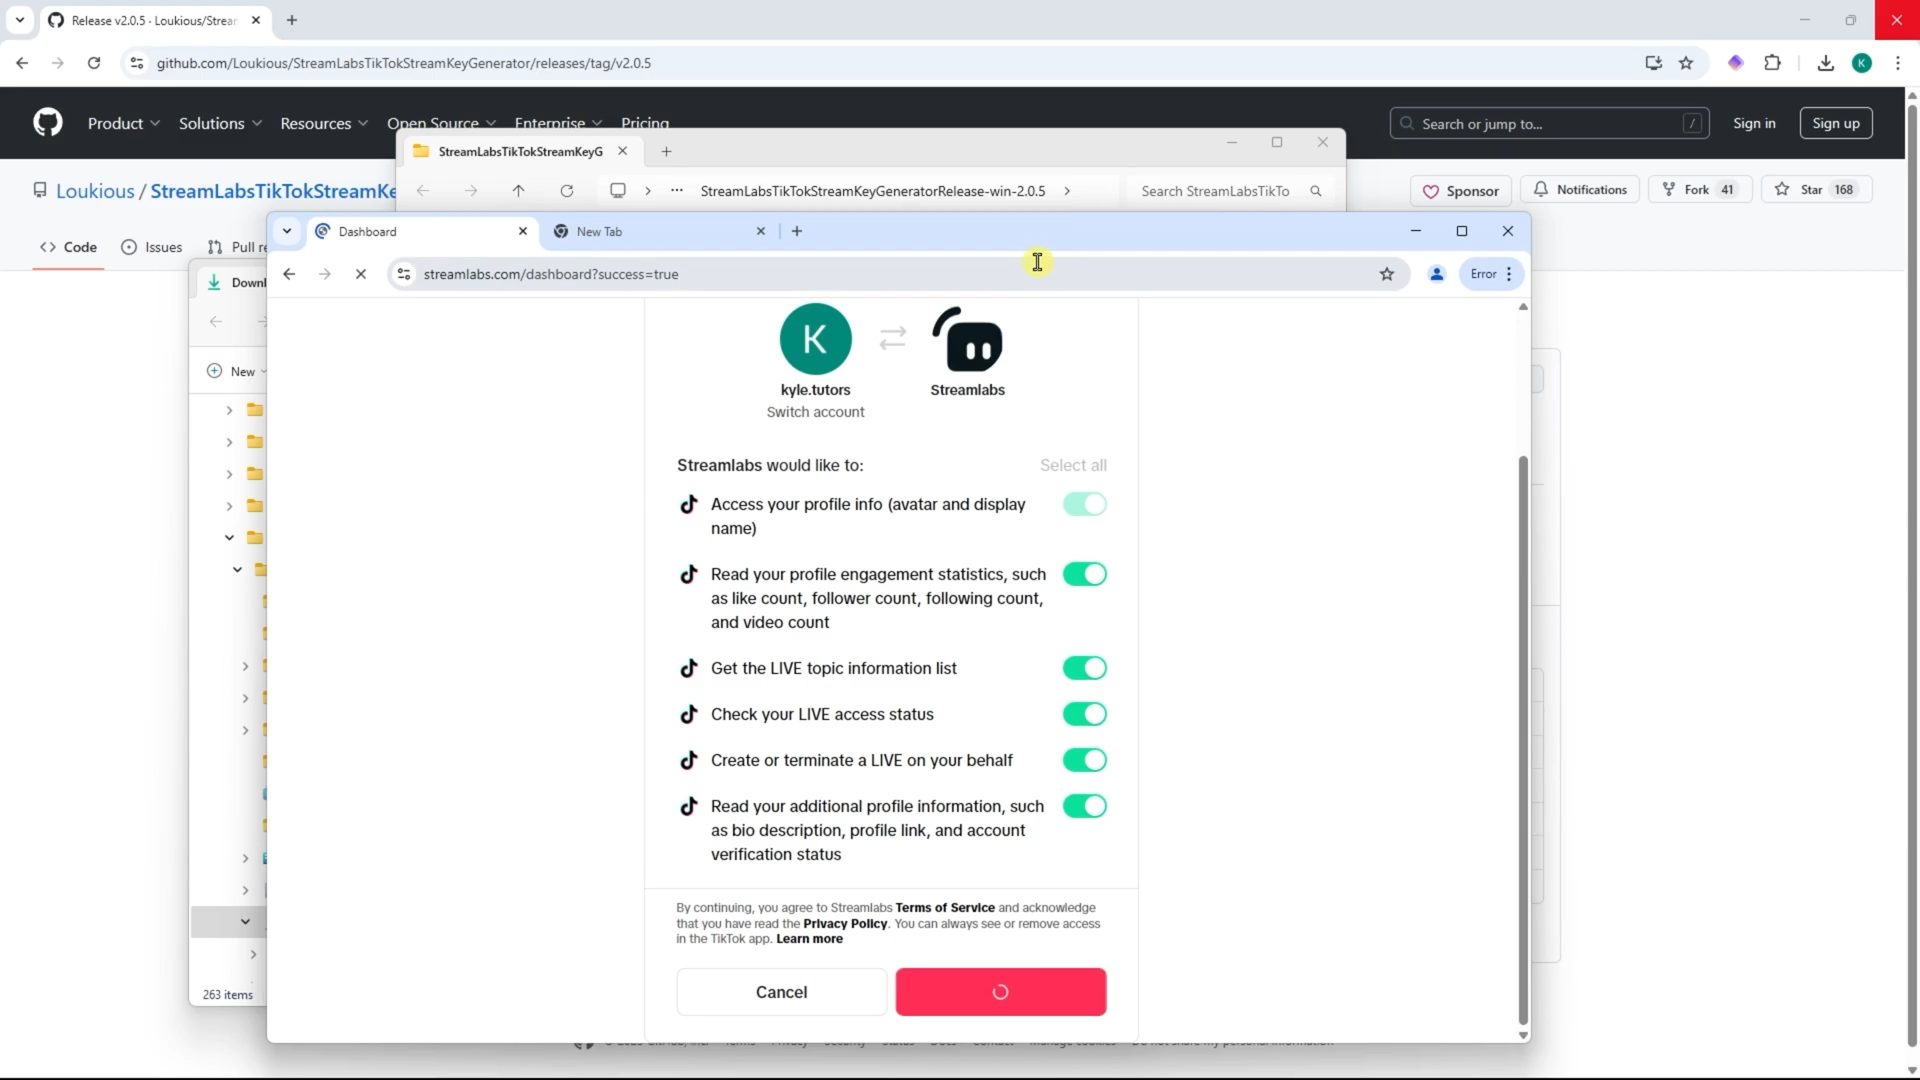 Release v2.0.5 · Loukious/Strear
github.com/Loukious/StreamLabsTikTokStreamKeyGenerator/releases/tag/v2.0.5
K
Product Solutions Resources Open Source Enterprise Pricing
Search or jump to...
/
Sign in
Sign up
StreamLabsTikTokStreamKeyG
Loukious / StreamLabsTikTokStreamKe
StreamLabsTikTokStreamKeyGeneratorRelease-win-2.0.5
Search StreamLabsTikTo
Sponsor
Notifications
Fork 41
Star 168
Code Issues Pull re
Dashboard
New Tab
streamlabs.com/dashboard?success=true
Error
Downl
New
K
kyle.tutors
Streamlabs
Switch account
Streamlabs would like to:
Select all
Access your profile info (avatar and display
name)
Read your profile engagement statistics, such
as like count, follower count, following count,
and video count
Get the LIVE topic information list
Check your LIVE access status
Create or terminate a LIVE on your behalf
Read your additional profile information, such
as bio description, profile link, and account
verification status
By continuing, you agree to Streamlabs Terms of Service and acknowledge
that you have read the Privacy Policy. You can always see or remove access
in the TikTok app. Learn more
Cancel
263 items